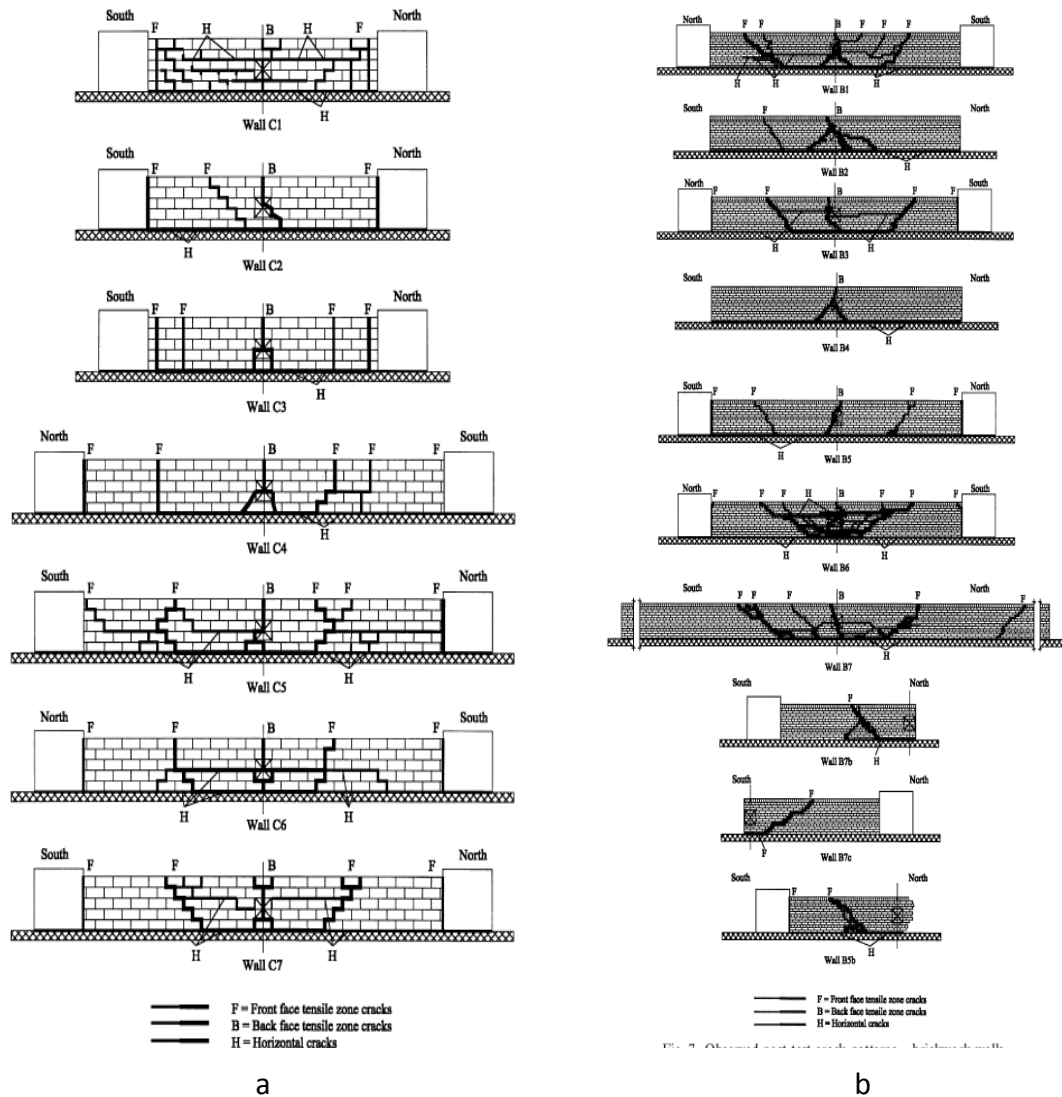 South F H B H F North
H
Wall C1
South F F B F North
H
Wall C2
South F F B F F North
H
Wall C3
North F F B F F F South
H
Wall C4
South F F B F F North
H H
Wall C5
North F F B F F South
H H
Wall C6
South F F B F F North
H H
Wall C7
F = Front face tensile zone cracks
B = Back face tensile zone cracks
H = Horizontal cracks
a
North F F B F F F South
H H H
Wall B1
South F B North
H
Wall B2
North F F B F F South
H H
Wall B3
South B North
H
Wall B4
South F F B F F North
H
Wall B5
North F F F H B F F F South
H H
Wall B6
South F F F B F North F
H
Wall B7
South F North
H
Wall B7b
South F North
F
Wall B7c
South F F North
H
Wall B5b
F = Front face tensile zone cracks
B = Back face tensile zone cracks
H = Horizontal cracks
b